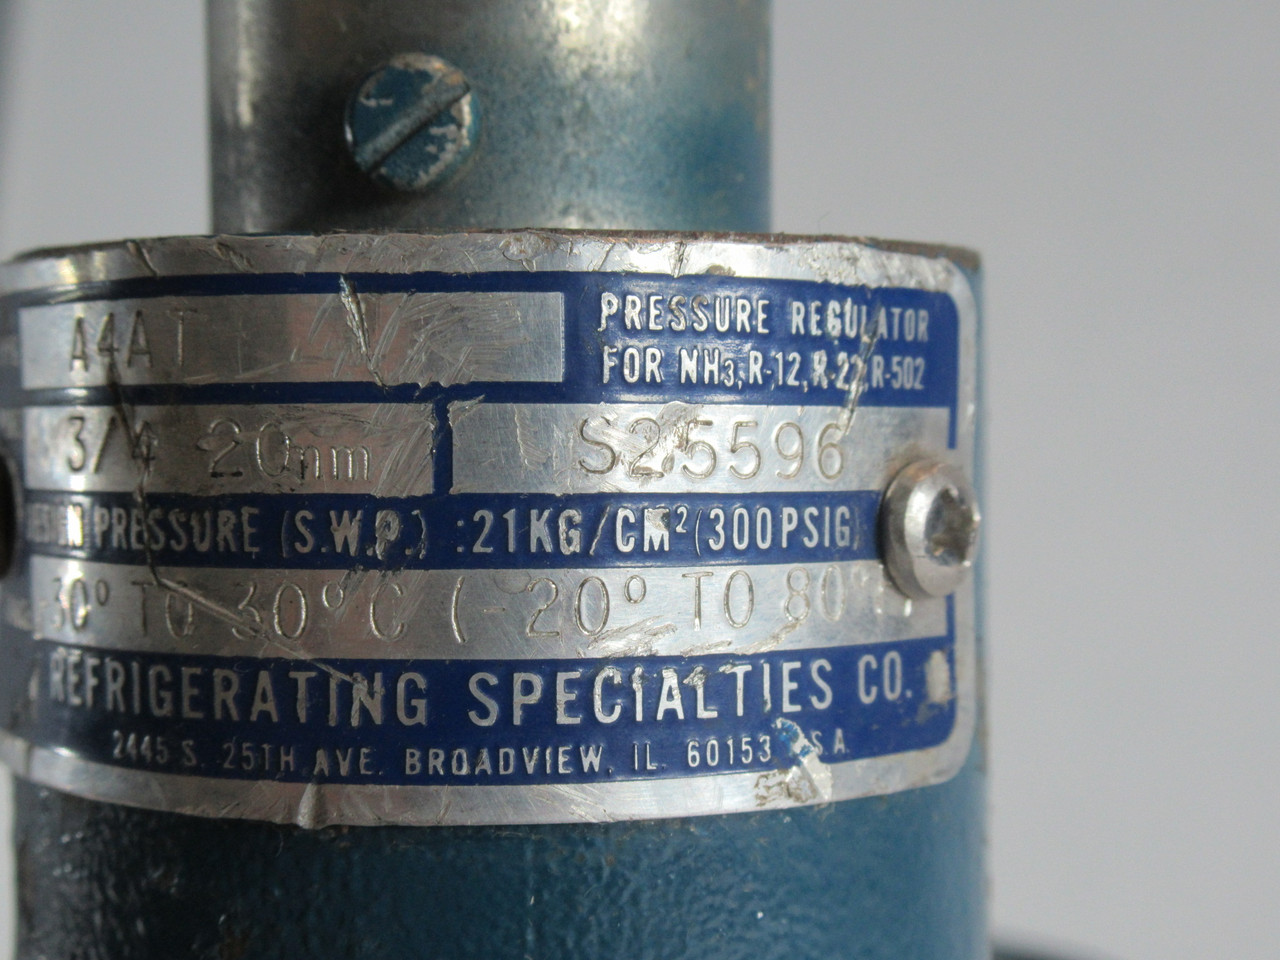 A4AT
PRESSURE REGULATOR
FOR NH3, R-12, R-22, R-502
3/4 20mm
S25596
DESIGN PRESSURE (S.W.P.) :21KG/CM²(300PSIG)
-30° TO 30°C (-20° TO 80°F)
REFRIGERATING SPECIALTIES CO.
2445 S. 25TH AVE. BROADVIEW, IL. 60153 U.S.A.